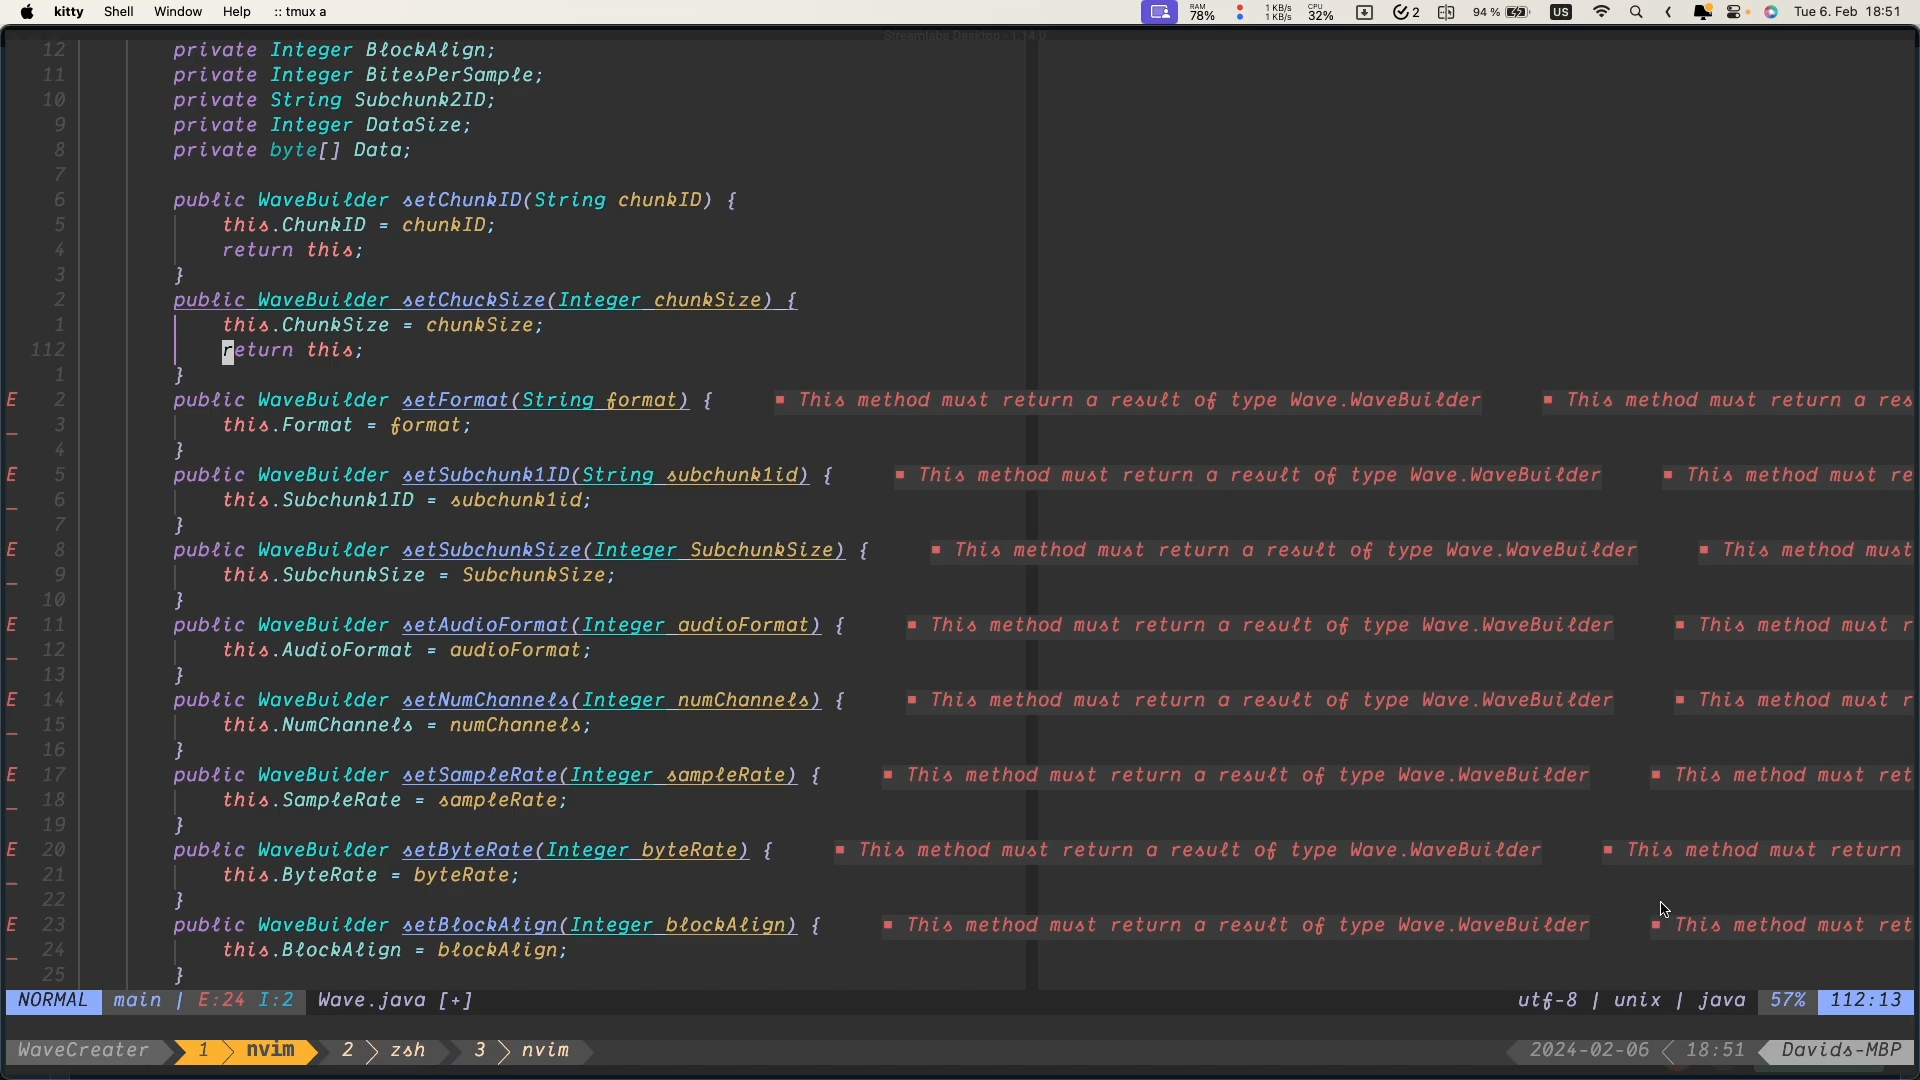 kitty Shell Window Help :: tmux a RAM 78% 1 KB/s 1 KB/s CPU 32% 2 94 % US Tue 6. Feb 18:51
Streamlabs Desktop - 1.14.0
12 private Integer BlockAlign;
11 private Integer BitesPerSample;
10 private String Subchunk2ID;
9 private Integer DataSize;
8 private byte[] Data;
7
6 public WaveBuilder setChunkID(String chunkID) {
5 this.ChunkID = chunkID;
4 return this;
3 }
2 public WaveBuilder setChuckSize(Integer chunkSize) {
1 this.ChunkSize = chunkSize;
112 return this;
1 }
E 2 public WaveBuilder setFormat(String format) { ■ This method must return a result of type Wave.WaveBuilder ■ This method must return a res
_ 3 this.Format = format;
4 }
E 5 public WaveBuilder setSubchunk1ID(String subchunk1id) { ■ This method must return a result of type Wave.WaveBuilder ■ This method must re
_ 6 this.Subchunk1ID = subchunk1id;
7 }
E 8 public WaveBuilder setSubchunkSize(Integer SubchunkSize) { ■ This method must return a result of type Wave.WaveBuilder ■ This method must
_ 9 this.SubchunkSize = SubchunkSize;
10 }
E 11 public WaveBuilder setAudioFormat(Integer audioFormat) { ■ This method must return a result of type Wave.WaveBuilder ■ This method must r
_ 12 this.AudioFormat = audioFormat;
13 }
E 14 public WaveBuilder setNumChannels(Integer numChannels) { ■ This method must return a result of type Wave.WaveBuilder ■ This method must r
_ 15 this.NumChannels = numChannels;
16 }
E 17 public WaveBuilder setSampleRate(Integer sampleRate) { ■ This method must return a result of type Wave.WaveBuilder ■ This method must ret
_ 18 this.SampleRate = sampleRate;
19 }
E 20 public WaveBuilder setByteRate(Integer byteRate) { ■ This method must return a result of type Wave.WaveBuilder ■ This method must return
_ 21 this.ByteRate = byteRate;
22 }
E 23 public WaveBuilder setBlockAlign(Integer blockAlign) { ■ This method must return a result of type Wave.WaveBuilder ■ This method must ret
_ 24 this.BlockAlign = blockAlign;
25 }
NORMAL main | E:24 I:2 Wave.java [+] utf-8 | unix | java 57% 112:13
WaveCreater 1 nvim 2 zsh 3 nvim 2024-02-06 18:51 Davids-MBP